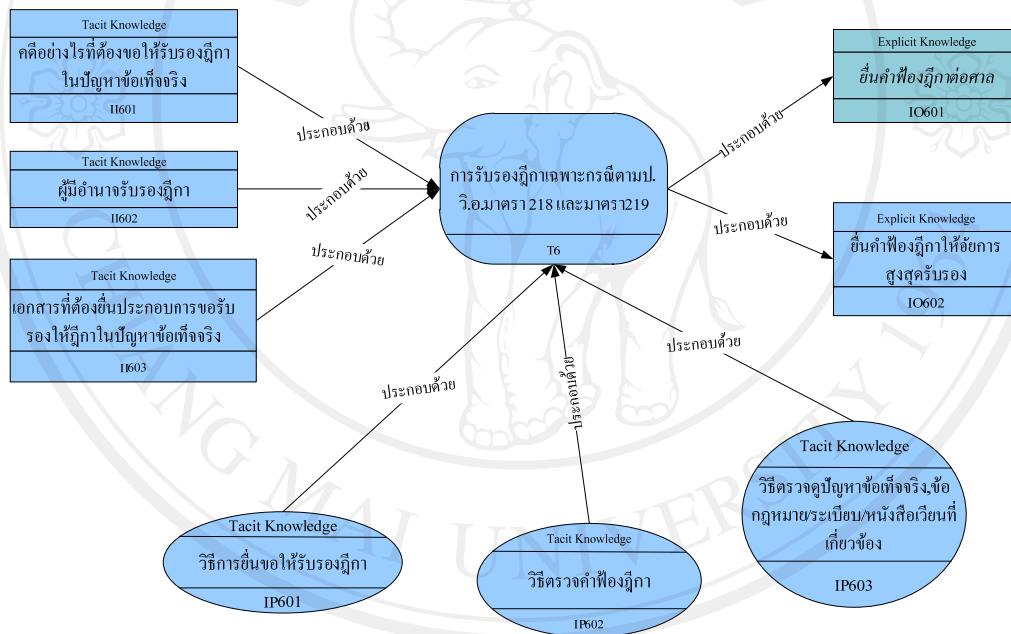 Tacit Knowledge
คดีอย่างไรที่ต้องขอให้รับรองฎีกา
ในปัญหาข้อเท็จจริง
II601
Tacit Knowledge
ผู้มีอำนาจรับรองฎีกา
II602
Tacit Knowledge
เอกสารที่ต้องยื่นประกอบการขอรับ
รองให้ฎีกาในปัญหาข้อเท็จจริง
II603
ประกอบด้วย
ประกอบด้วย
ประกอบด้วย
การรับรองฎีกาเฉพาะกรณีตามป.
วิ.อ.มาตรา 218 และมาตรา219
T6
ประกอบด้วย
ประกอบด้วย
Explicit Knowledge
ยื่นคำฟ้องฎีกาต่อศาล
IO601
Explicit Knowledge
ยื่นคำฟ้องฎีกาให้อัยการ
สูงสุดรับรอง
IO602
ประกอบด้วย
ประกอบด้วย
ประกอบด้วย
Tacit Knowledge
วิธีการยื่นขอให้รับรองฎีกา
IP601
Tacit Knowledge
วิธีตรวจคำฟ้องฎีกา
IP602
Tacit Knowledge
วิธีตรวจดูปัญหาข้อเท็จจริง,ข้อ
กฎหมาย/ระเบียบ/หนังสือเวียนที่
เกี่ยวข้อง
IP603
CHIANG MAI UNIVERSITY